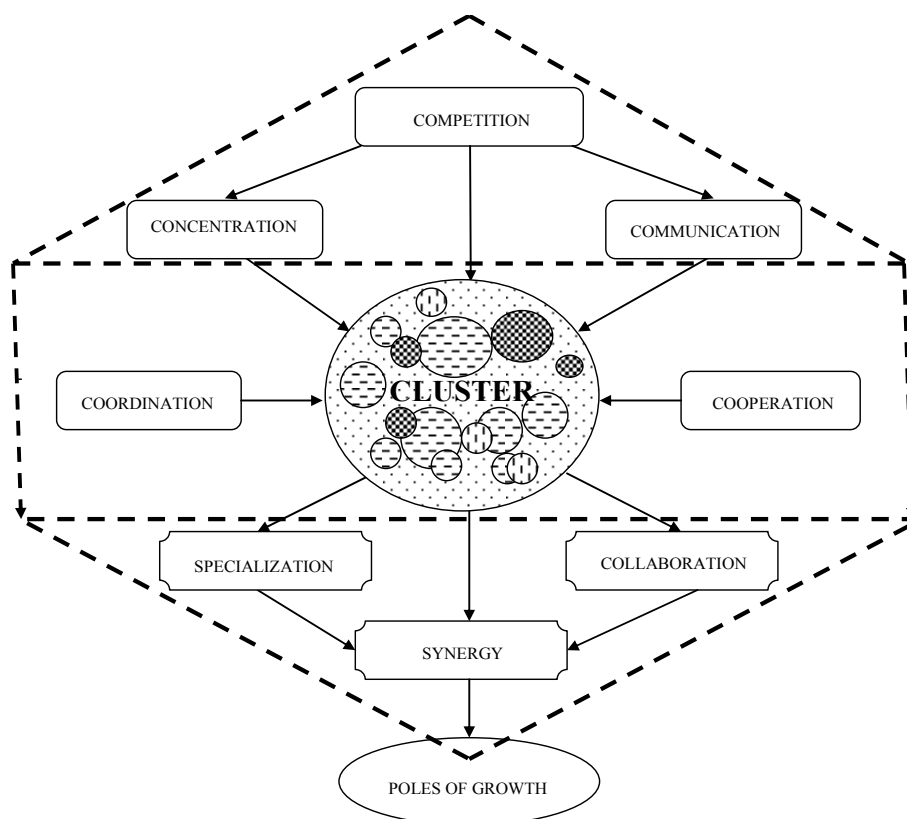 COMPETITION
CONCENTRATION
COMMUNICATION
COORDINATION
CLUSTER
COOPERATION
SPECIALIZATION
COLLABORATION
SYNERGY
POLES OF GROWTH